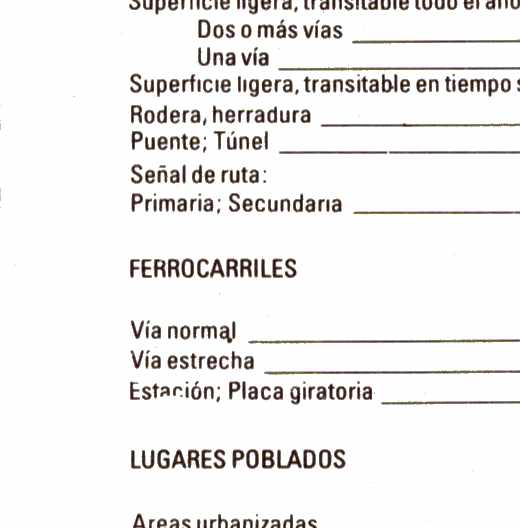 Superficie ligera, transitable todo el año
Dos o más vías
Una vía
Superficie ligera, transitable en tiempo
Rodera, herradura
Puente; Túnel
Señal de ruta:
Primaria; Secundaria
FERROCARRILES
Vía normal
Vía estrecha
Estación; Placa giratoria
LUGARES POBLADOS
Areas urbanizadas